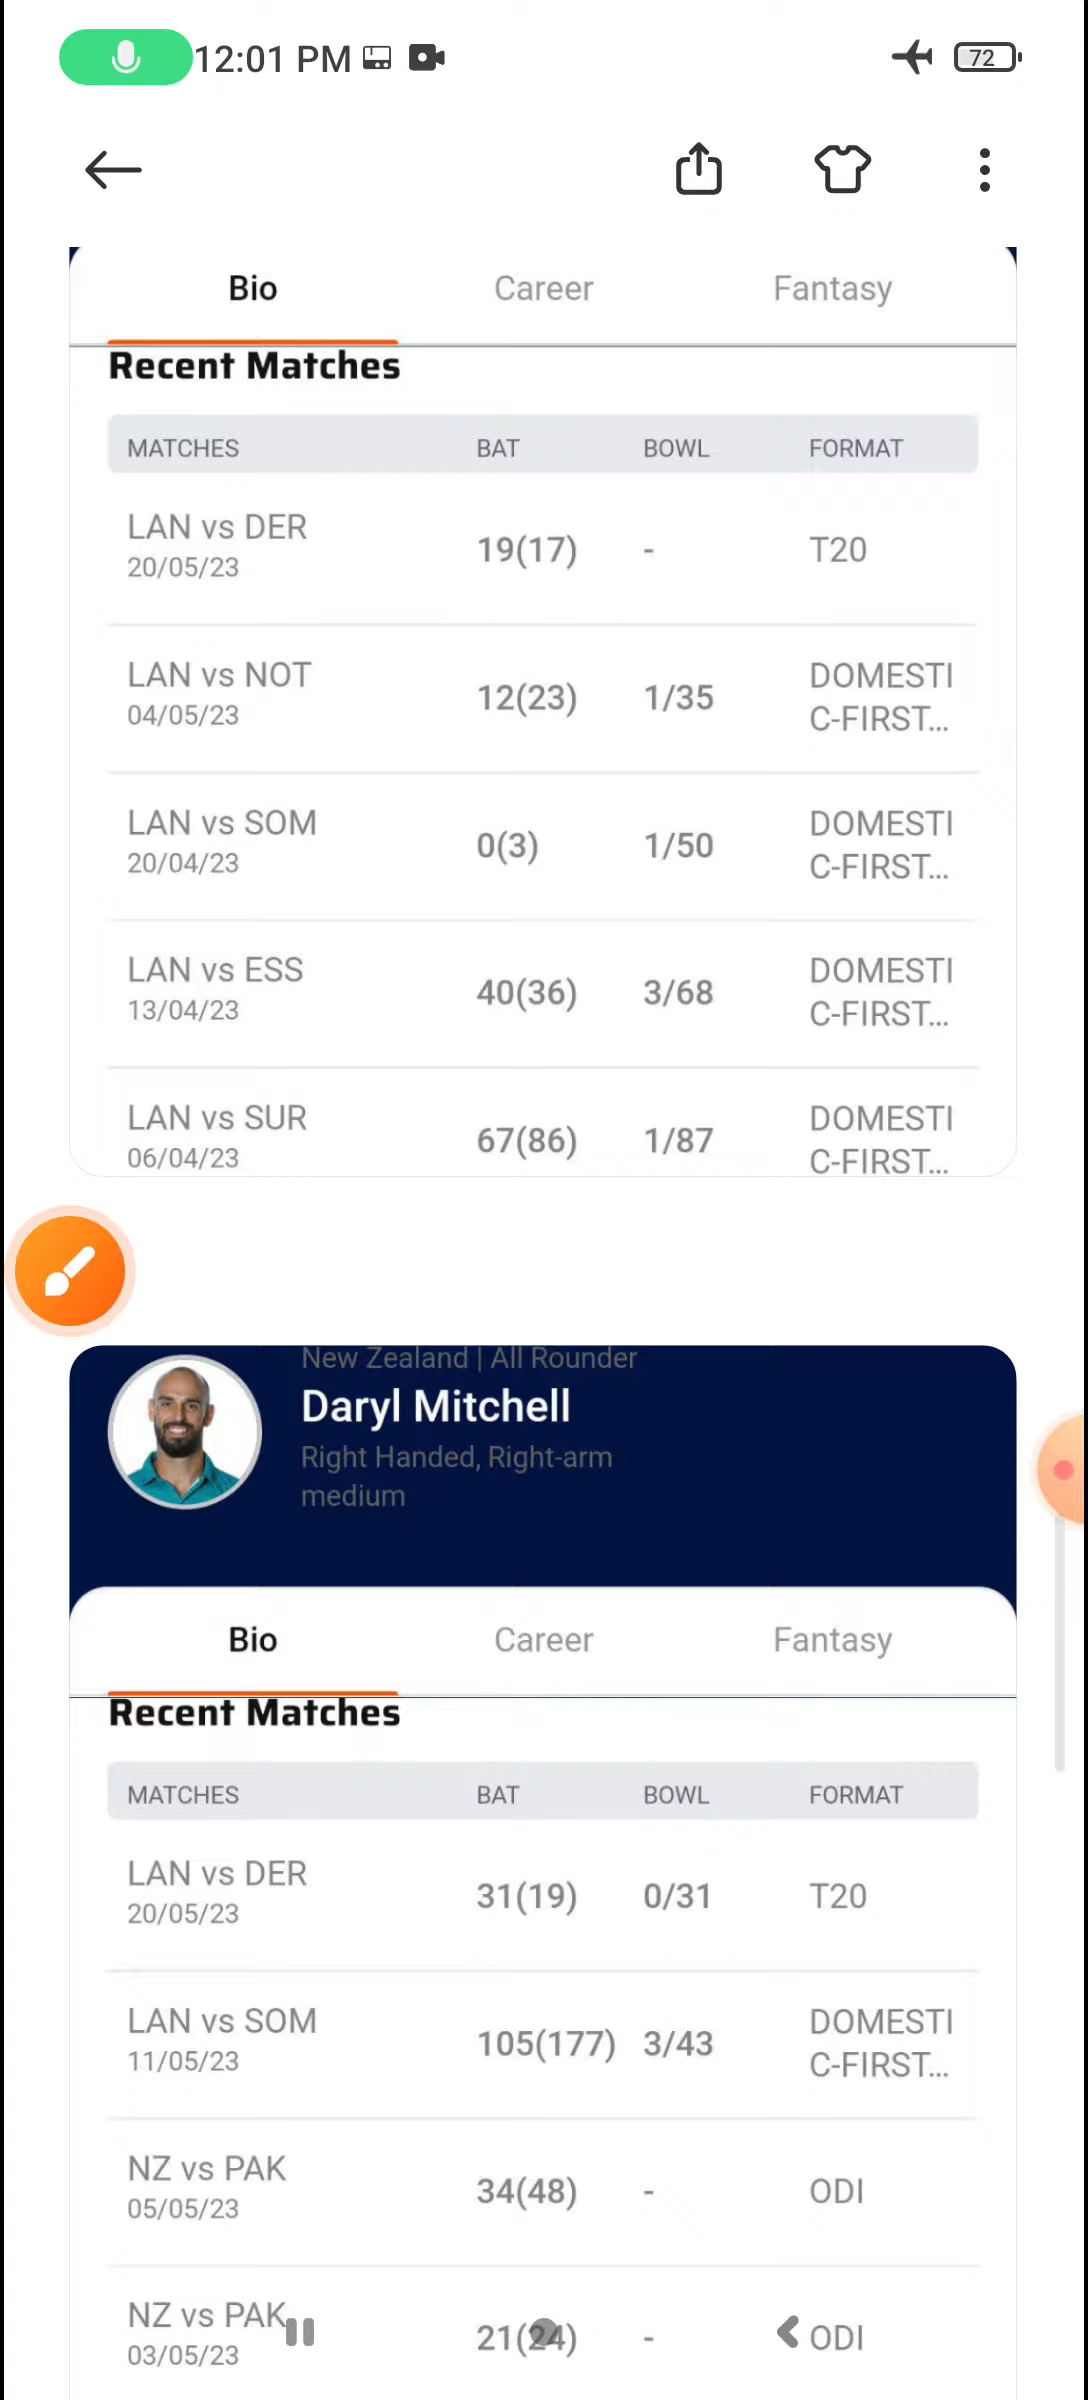 12:01 PM
72
Bio Career Fantasy
Recent Matches
MATCHES BAT BOWL FORMAT
LAN vs DER
20/05/23
19(17) - T20
LAN vs NOT
04/05/23
12(23) 1/35
DOMESTI
C-FIRST...
LAN vs SOM
20/04/23
0(3) 1/50
DOMESTI
C-FIRST...
LAN vs ESS
13/04/23
40(36) 3/68
DOMESTI
C-FIRST...
LAN vs SUR
06/04/23
67(86) 1/87
DOMESTI
C-FIRST...
New Zealand | All Rounder
Daryl Mitchell
Right Handed, Right-arm
medium
Bio Career Fantasy
Recent Matches
MATCHES BAT BOWL FORMAT
LAN vs DER
20/05/23
31(19) 0/31 T20
LAN vs SOM
11/05/23
105(177) 3/43
DOMESTI
C-FIRST...
NZ vs PAK
05/05/23
34(48) - ODI
NZ vs PAK
03/05/23
21(24) - ODI